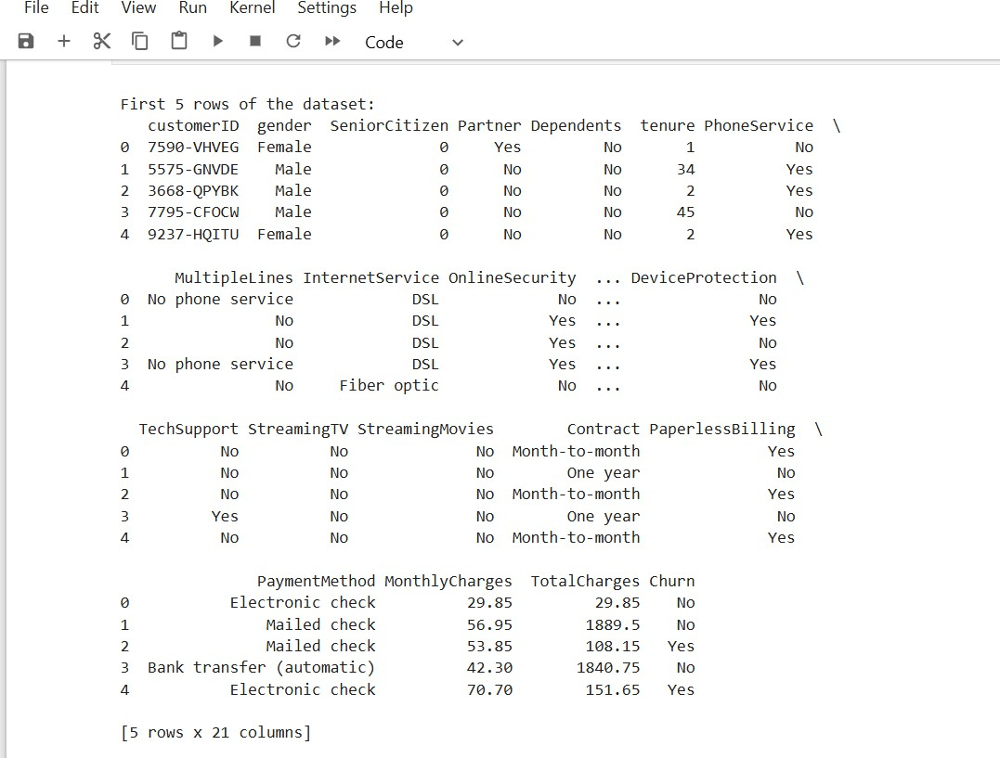 File Edit View Run Kernel Settings Help
Code
First 5 rows of the dataset:
customerID gender SeniorCitizen Partner Dependents tenure PhoneService \
0 7590-VHVEG Female 0 Yes No 1 No
1 5575-GNVDE Male 0 No No 34 Yes
2 3668-QPYBK Male 0 No No 2 Yes
3 7795-CFOCW Male 0 No No 45 No
4 9237-HQITU Female 0 No No 2 Yes
MultipleLines InternetService OnlineSecurity ... DeviceProtection \
0 No phone service DSL No ... No
1 No DSL Yes ... Yes
2 No DSL Yes ... No
3 No phone service DSL Yes ... Yes
4 No Fiber optic No ... No
TechSupport StreamingTV StreamingMovies Contract PaperlessBilling \
0 No No No Month-to-month Yes
1 No No No One year No
2 No No No Month-to-month Yes
3 Yes No No One year No
4 No No No Month-to-month Yes
PaymentMethod MonthlyCharges TotalCharges Churn
0 Electronic check 29.85 29.85 No
1 Mailed check 56.95 1889.5 No
2 Mailed check 53.85 108.15 Yes
3 Bank transfer (automatic) 42.30 1840.75 No
4 Electronic check 70.70 151.65 Yes
[5 rows x 21 columns]